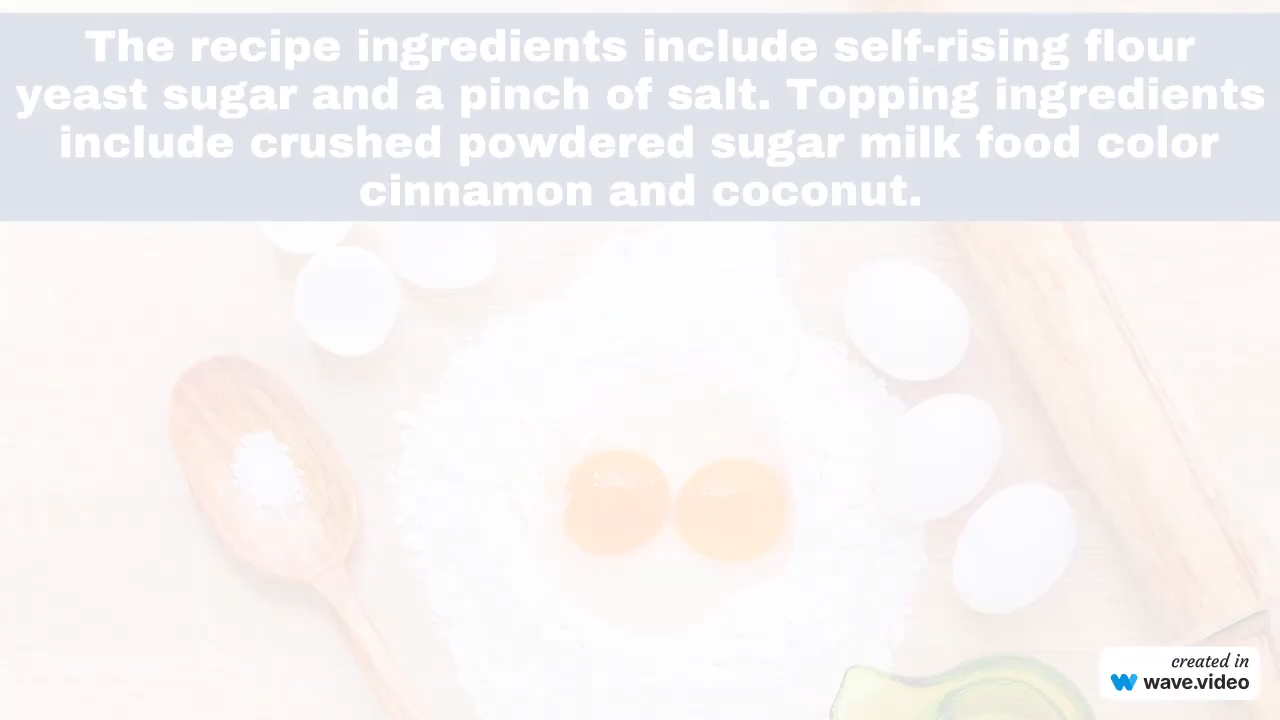 The recipe ingredients include self-rising flour
yeast sugar and a pinch of salt. Topping ingredients
include crushed powdered sugar milk food color
cinnamon and coconut.
created in
wave.video